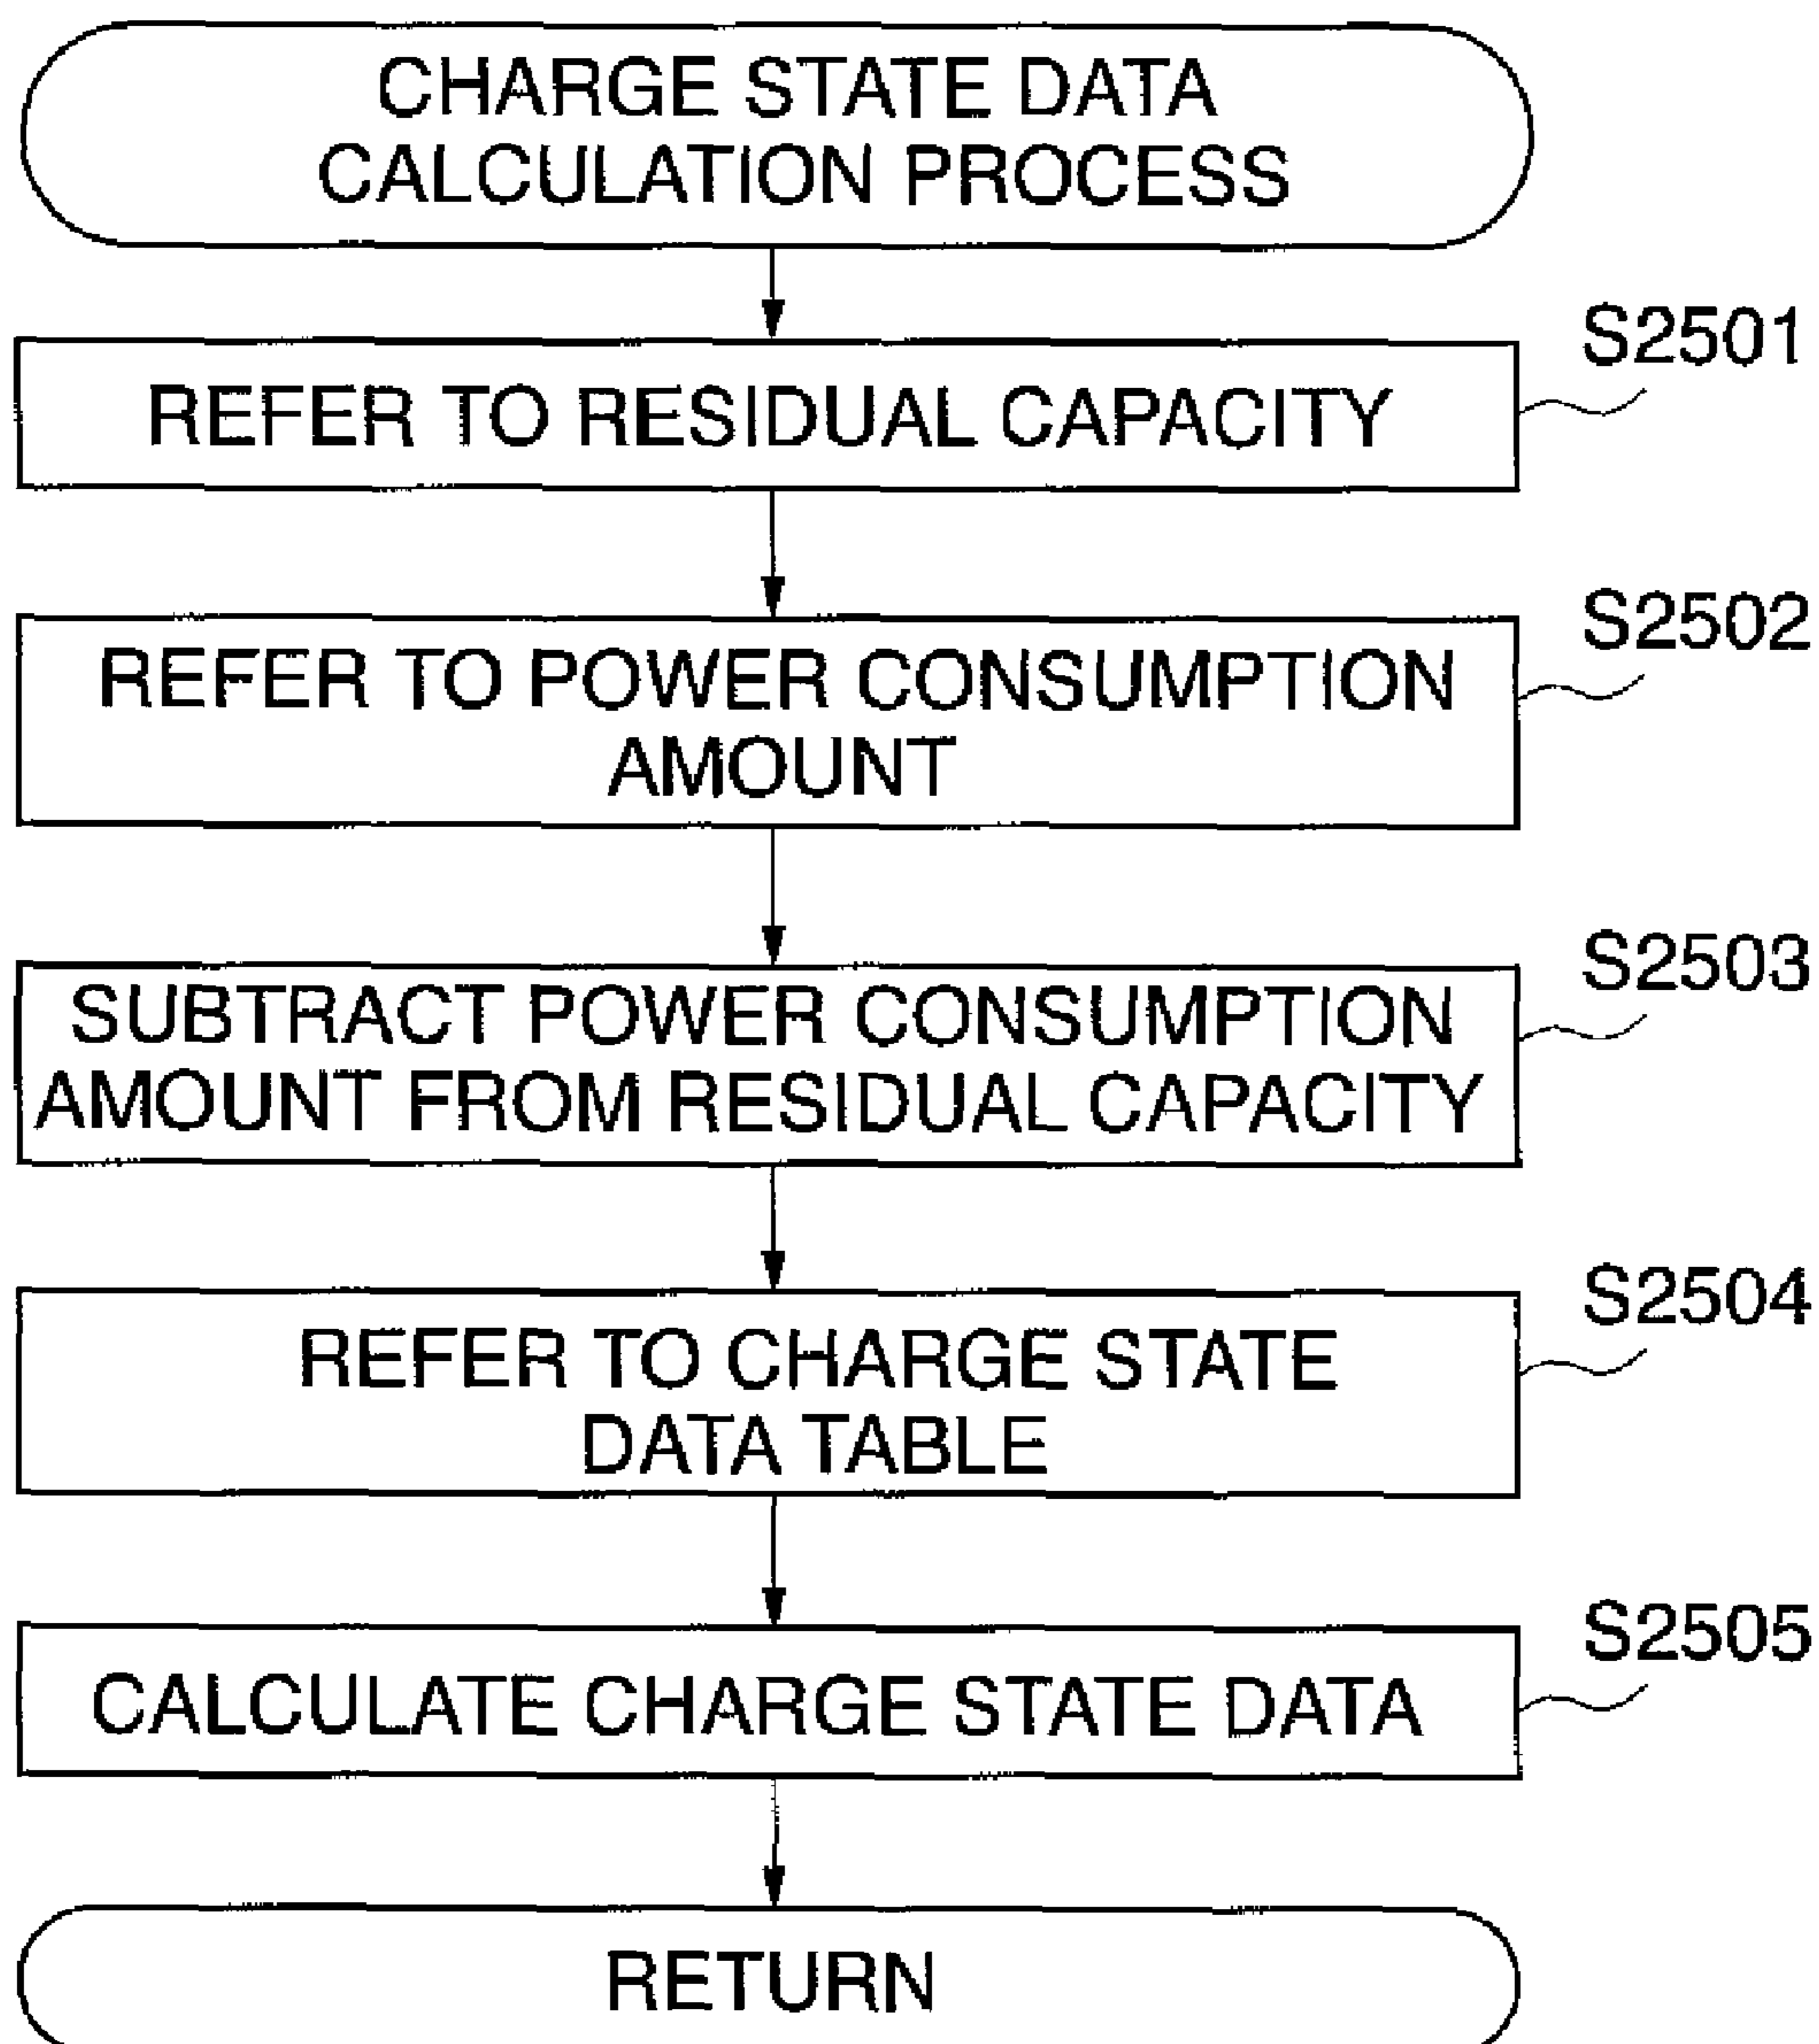 CHARGE STATE DATA
CALCULATION PROCESS
S2501
REFER TO RESIDUAL CAPACITY
S2502
REFER TO POWER CONSUMPTION
AMOUNT
S2503
SUBTRACT POWER CONSUMPTION
AMOUNT FROM RESIDUAL CAPACITY
S2504
REFER TO CHARGE STATE
DATA TABLE
S2505
CALCULATE CHARGE STATE DATA
RETURN